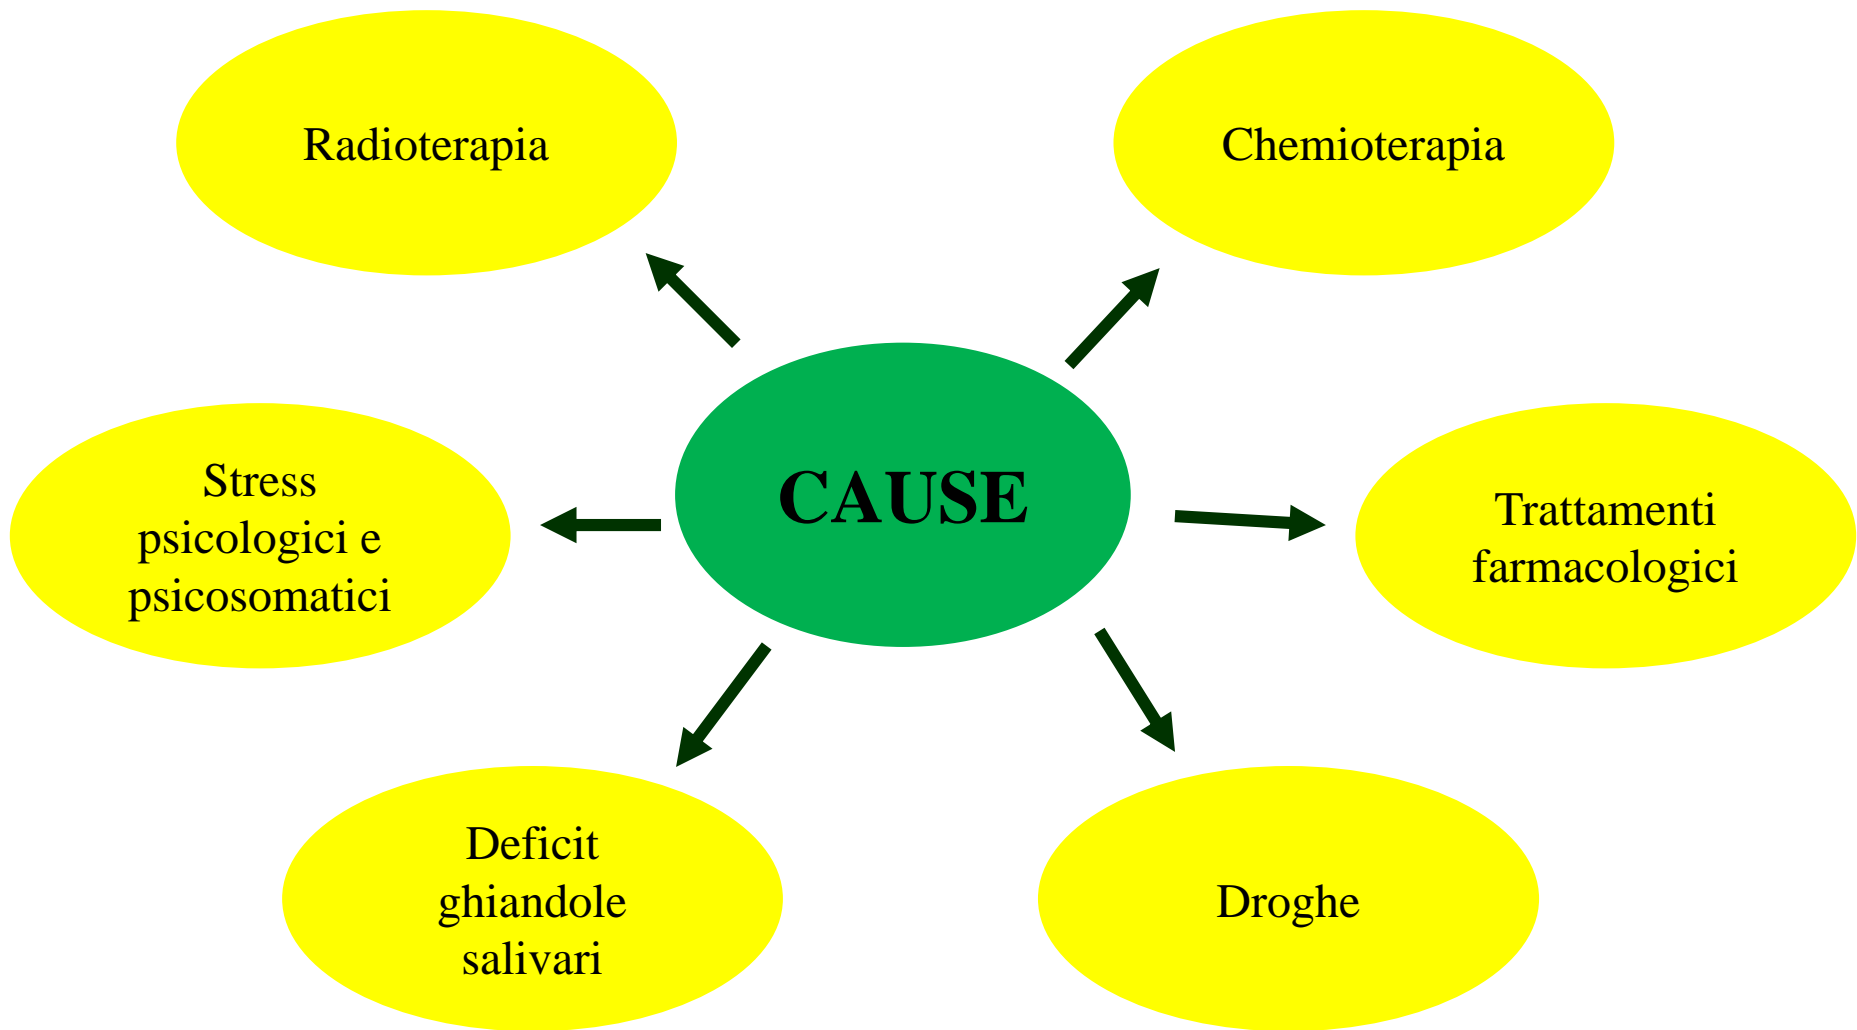 Radioterapia
Chemioterapia
CAUSE
Stress
psicologici e
psicosomatici
Trattamenti
farmacologici
Deficit
ghiandole
salivari
Droghe